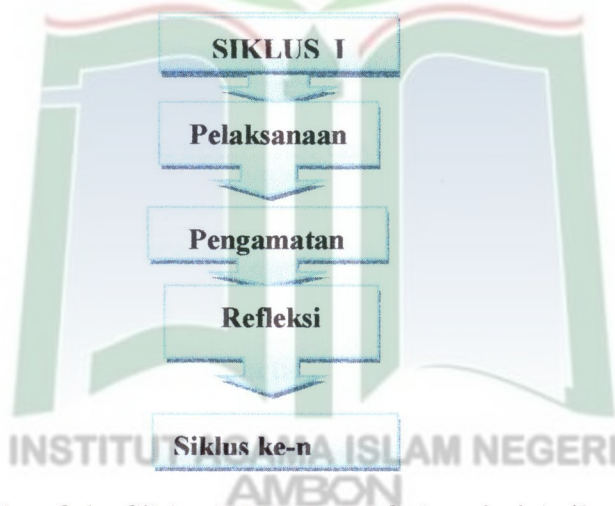 SIKLUS I
Pelaksanaan
Pengamatan
Refleksi
Siklus ke-n
INSTITUT AGAMA ISLAM NEGERI
AMBON